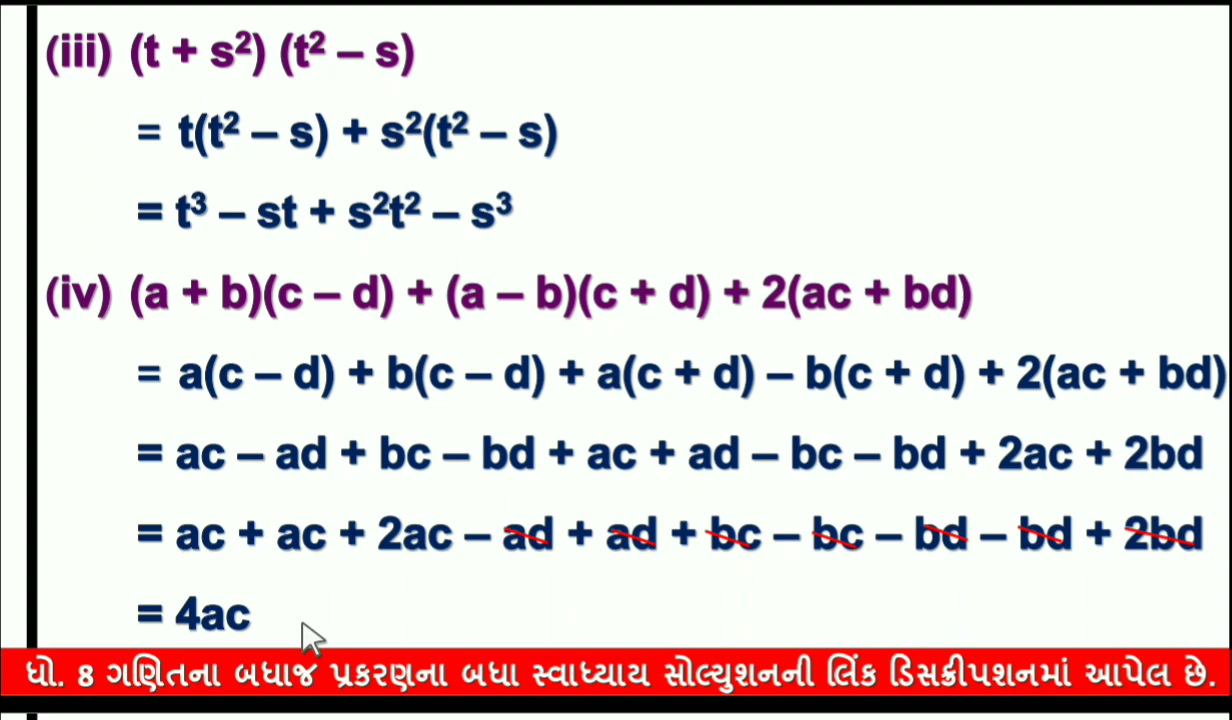 (iii) (t + s²) (t² – s)
= t(t² – s) + s²(t² – s)
= t³ – st + s²t² – s³
(iv) (a + b)(c – d) + (a – b)(c + d) + 2(ac + bd)
= a(c – d) + b(c – d) + a(c + d) – b(c + d) + 2(ac + bd)
= ac – ad + bc – bd + ac + ad – bc – bd + 2ac + 2bd
= ac + ac + 2ac – ad + ad + bc – bc – bd – bd + 2bd
= 4ac
ધો. 8 ગણિતના બધાજ પ્રકરણના બધા સ્વાધ્યાય સોલ્યુશનની લિંક ડિસક્રીપશનમાં આપેલ છે.